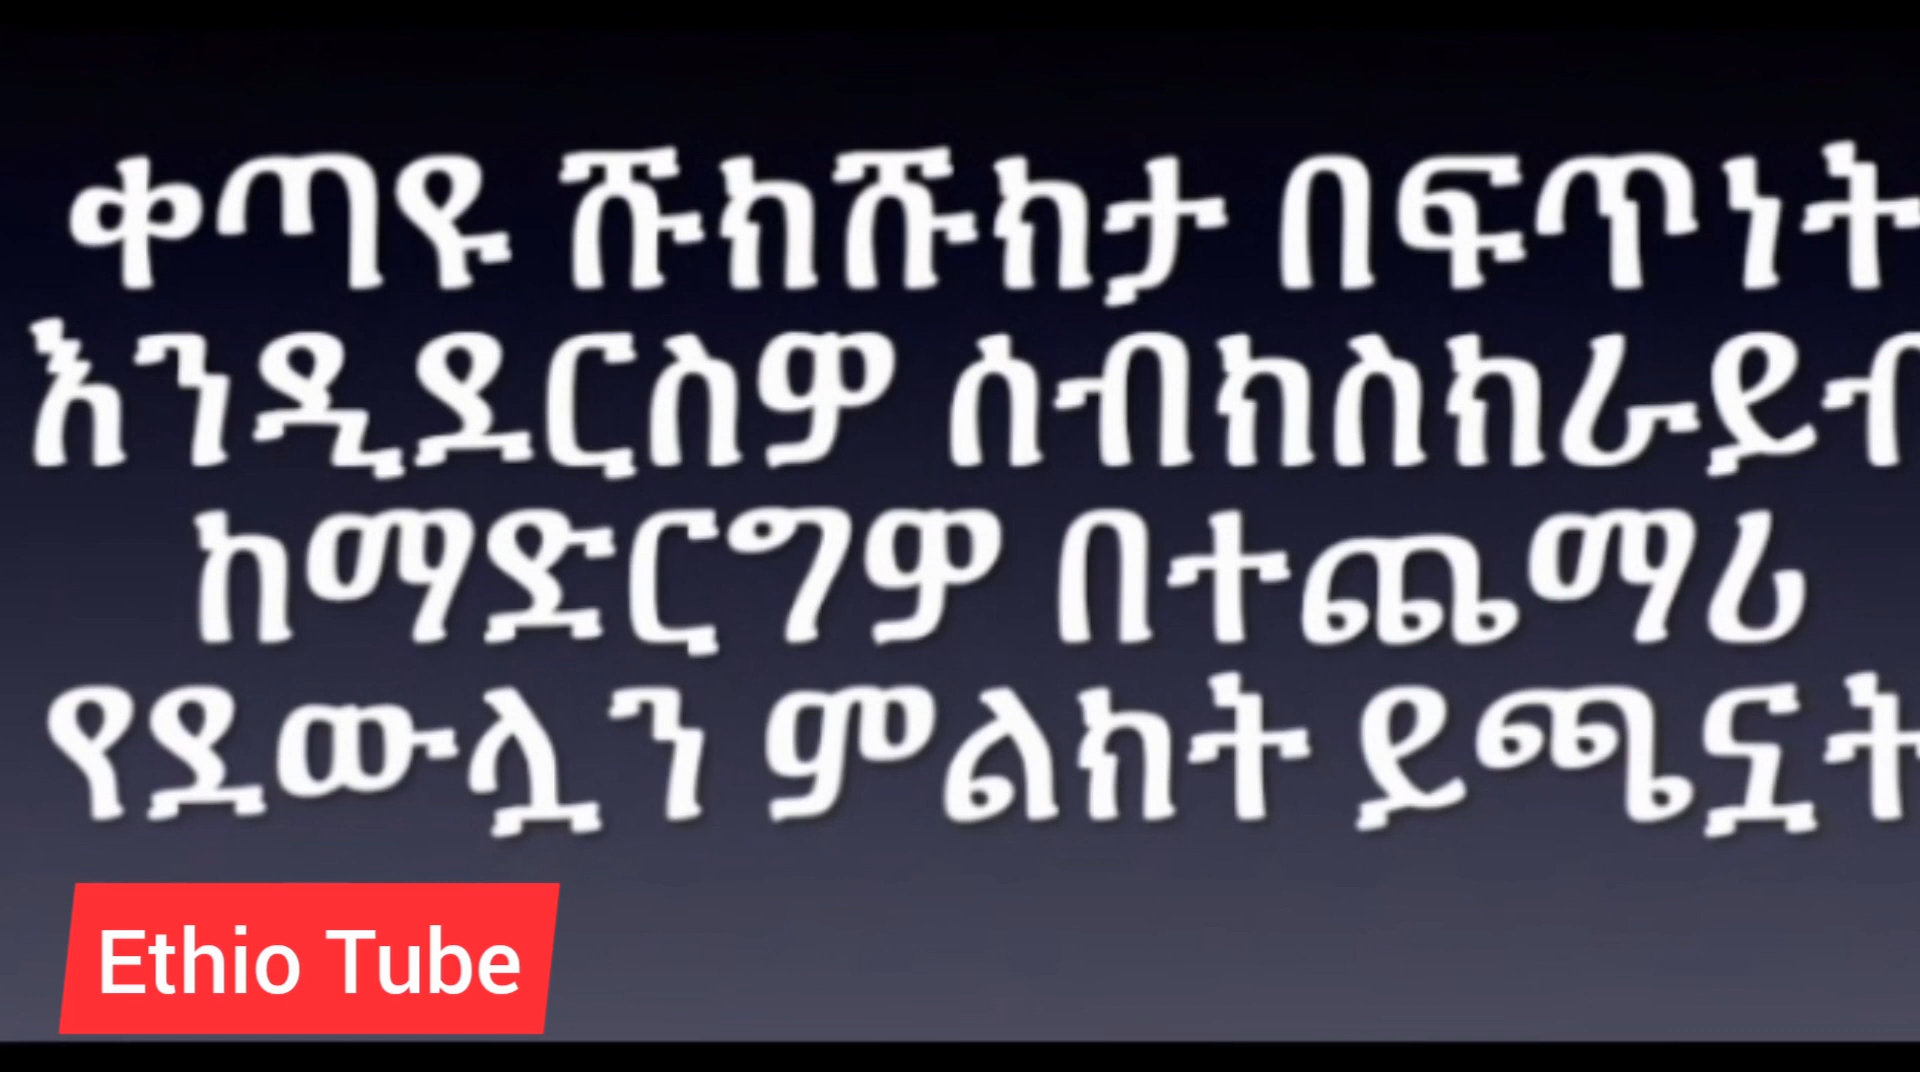 ቀጣዩ ሹክሹክታ በፍጥነት
እንዲደርስዎ ሰብክስክራይብ
ከማድርግዎ በተጨማሪ
የደውሏን ምልክት ይጫኗት
Ethio Tube